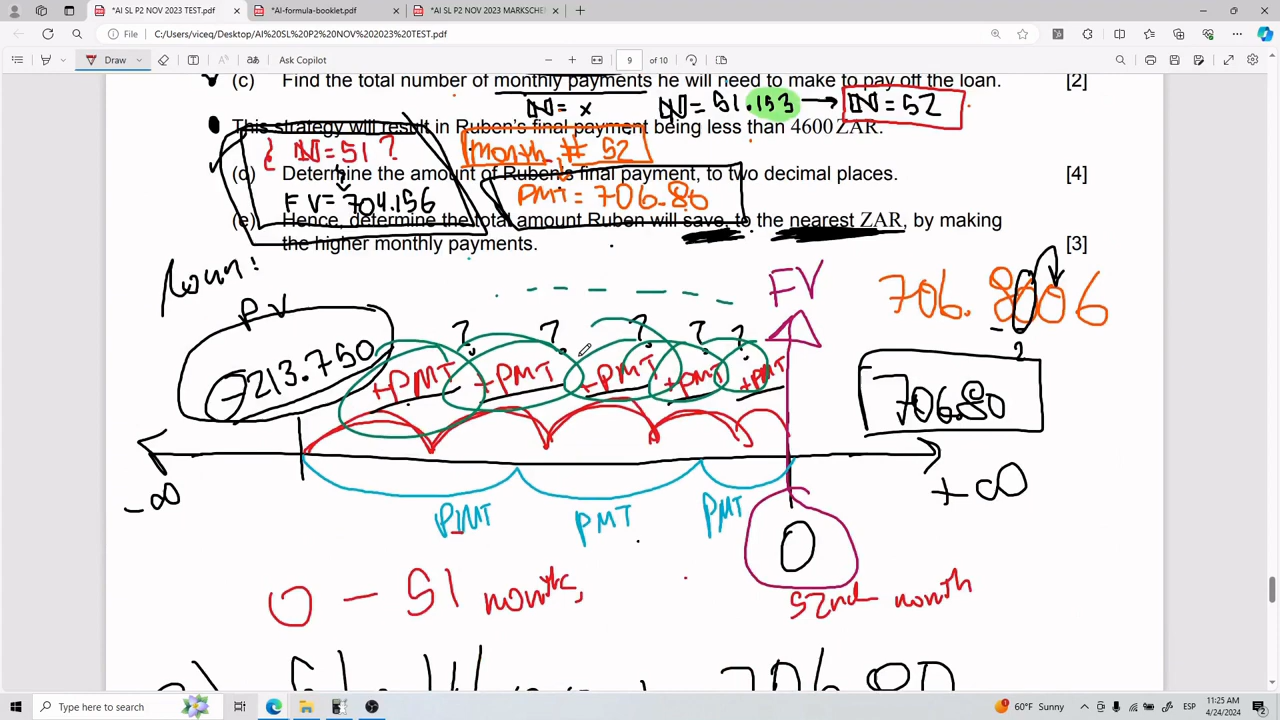 *AI SL P2 NOV 2023 TEST.pdf
*AI-formula-booklet.pdf
*AI SL P2 NOV 2023 MARKSCHE
File
C:/Users/viceq/Desktop/AI%20SL%20P2%20NOV%202023%20TEST.pdf
Draw
Ask Copilot
9 of 10
(c) Find the total number of monthly payments he will need to make to pay off the loan. [2]
N = x N = 51.153 → N = 52
This strategy will result in Ruben's final payment being less than 4600 ZAR.
N = 51 ? month # 52
(d) Determine the amount of Ruben's final payment, to two decimal places. [4]
FV = 704.156 PMT = 706.80
(e) Hence, determine the total amount Ruben will save, to the nearest ZAR, by making
the higher monthly payments. [3]
Loan:
PV FV 706.8006
? ? ? ? ?
-213.750 +PMT +PMT +PMT +PMT +PMT
706.80
-∞ +∞
PMT PMT PMT
0
0 - 51 months, 52nd month
706.80
Type here to search
60°F Sunny
ESP
11:25 AM
4/24/2024